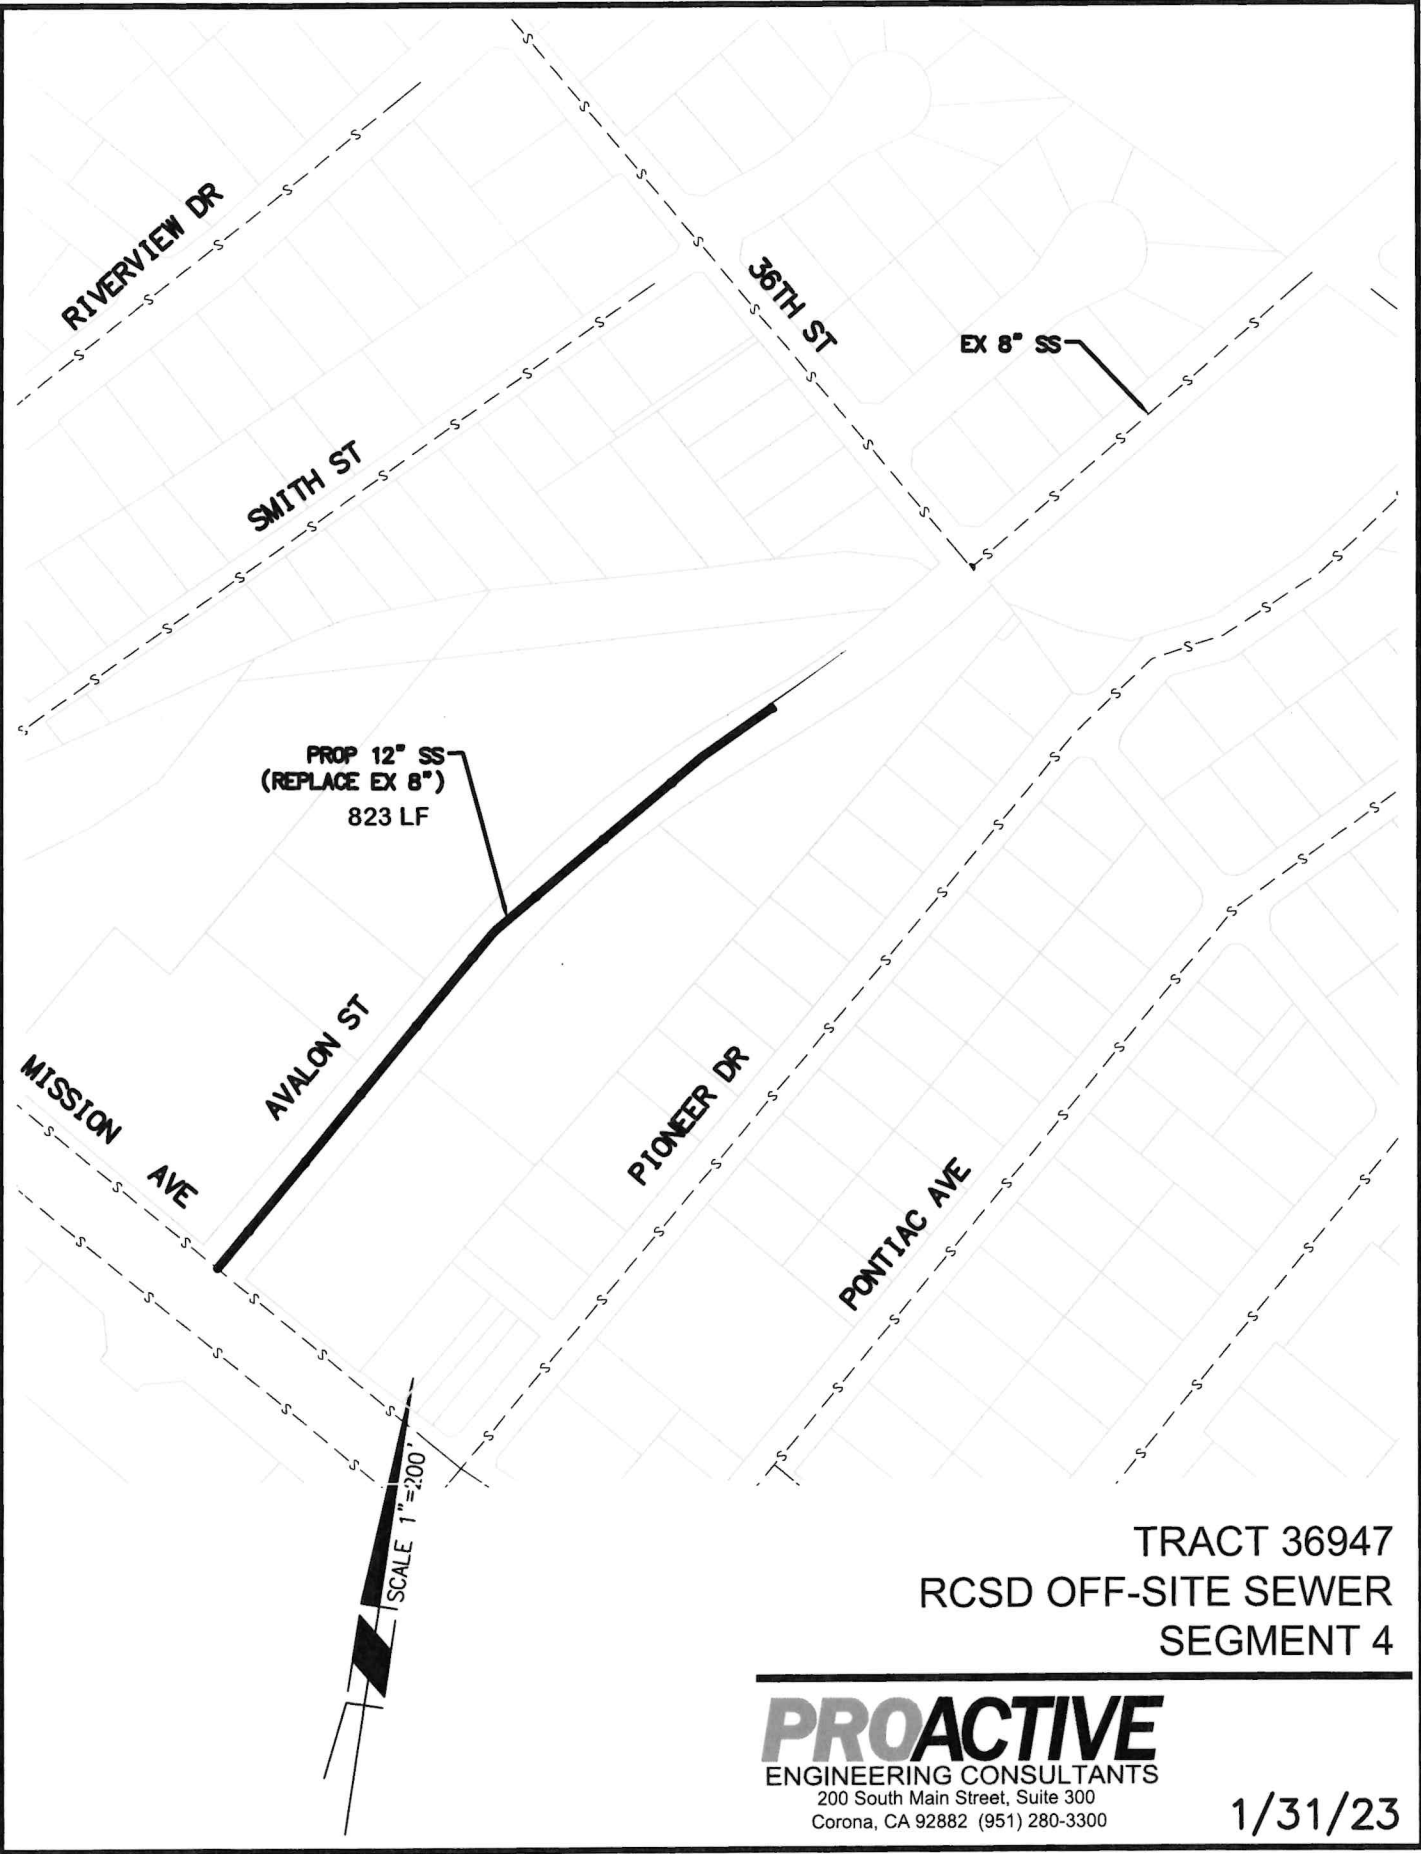 RIVERVIEW DR
36TH ST
EX 8" SS
SMITH ST
PROP 12" SS
(REPLACE EX 8")
823 LF
AVALON ST
MISSION AVE
PIONEER DR
PONTIAC AVE
SCALE 1"=200'
TRACT 36947
RCSD OFF-SITE SEWER
SEGMENT 4
PROACTIVE
ENGINEERING CONSULTANTS
200 South Main Street, Suite 300
Corona, CA 92882 (951) 280-3300
1/31/23